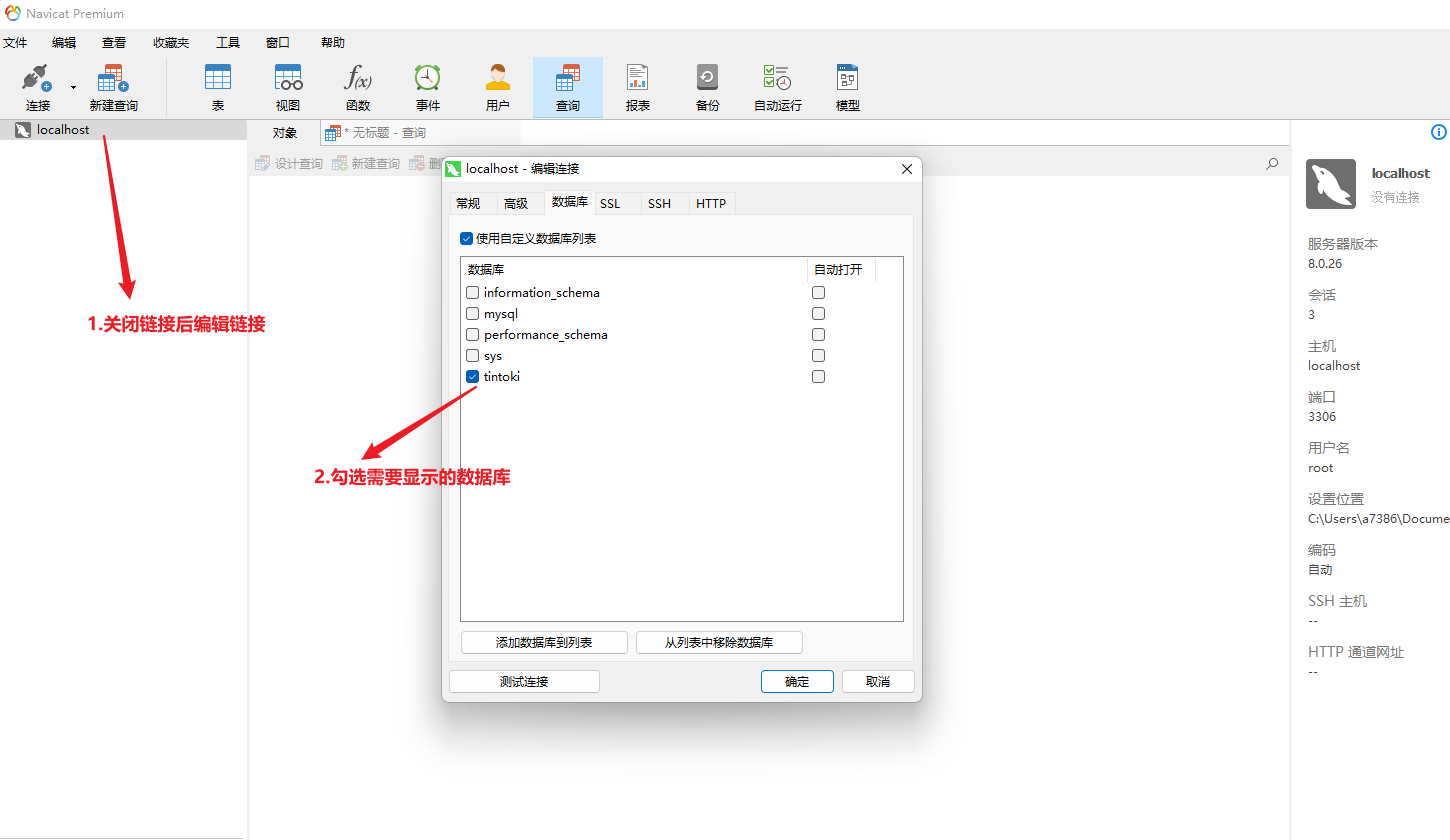 Navicat Premium
文件 编辑 查看 收藏夹 工具 窗口 帮助
连接 新建查询 表 视图 f(x) 函数 事件 用户 查询 报表 备份 自动运行 模型
localhost
对象 * 无标题 - 查询
设计查询 新建查询 删
1.关闭链接后编辑链接
localhost - 编辑连接
常规 高级 数据库 SSL SSH HTTP
使用自定义数据库列表
数据库 自动打开
information_schema
mysql
performance_schema
sys
tintoki
2.勾选需要显示的数据库
添加数据库到列表 从列表中移除数据库
测试连接 确定 取消
localhost
没有连接
服务器版本
8.0.26
会话
3
主机
localhost
端口
3306
用户名
root
设置位置
C:\Users\a7386\Docume
编码
自动
SSH 主机
--
HTTP 通道网址
--